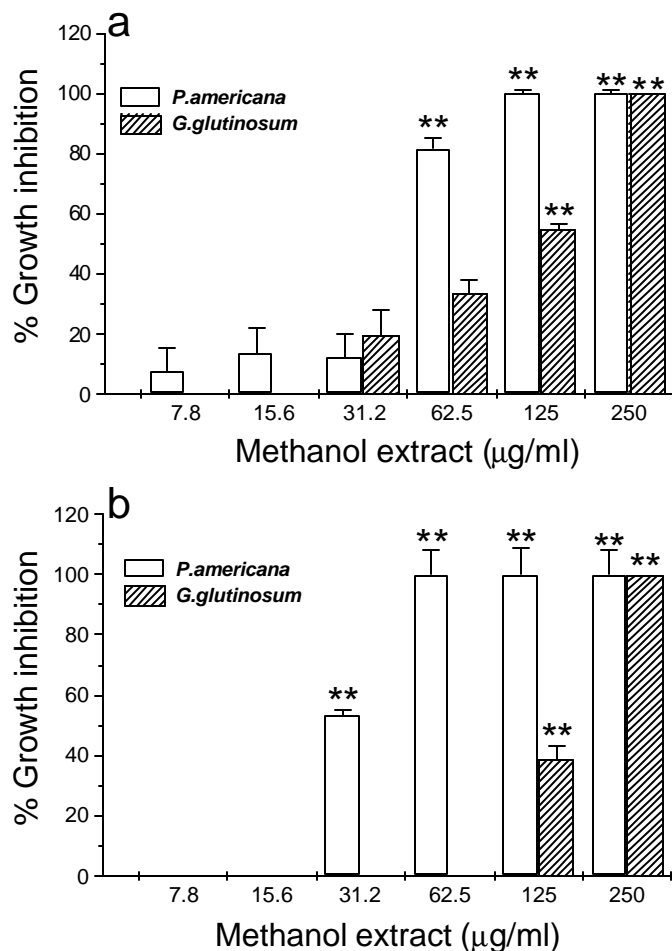 a
120
100
80
60
40
20
0
% Growth inhibition
P.americana
G.glutinosum
**
**
** **
**
7.8 15.6 31.2 62.5 125 250
Methanol extract (μg/ml)
b
120
100
80
60
40
20
0
% Growth inhibition
P.americana
G.glutinosum
** ** **
**
**
**
7.8 15.6 31.2 62.5 125 250
Methanol extract (μg/ml)